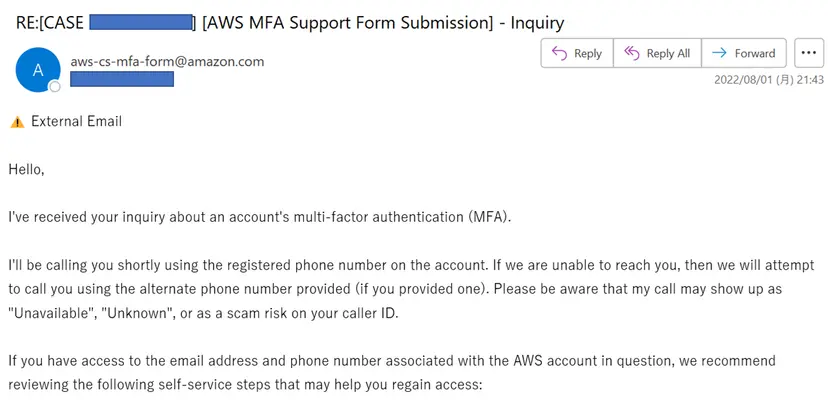 RE:[CASE ] [AWS MFA Support Form Submission] - Inquiry
A
aws-cs-mfa-form@amazon.com
Reply
Reply All
Forward
2022/08/01 (月) 21:43
External Email
Hello,
I've received your inquiry about an account's multi-factor authentication (MFA).
I'll be calling you shortly using the registered phone number on the account. If we are unable to reach you, then we will attempt
to call you using the alternate phone number provided (if you provided one). Please be aware that my call may show up as
"Unavailable", "Unknown", or as a scam risk on your caller ID.
If you have access to the email address and phone number associated with the AWS account in question, we recommend
reviewing the following self-service steps that may help you regain access: